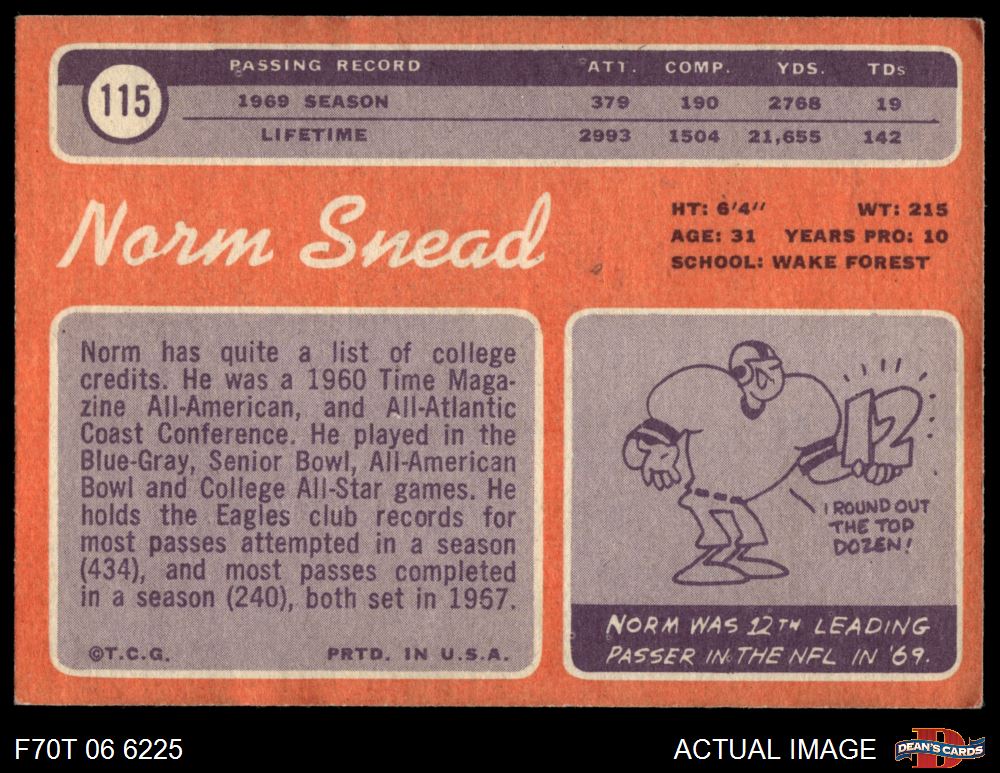 115
PASSING RECORD ATT. COMP. YDS. TDs
1969 SEASON 379 190 2768 19
LIFETIME 2993 1504 21,655 142
Norm Snead
HT: 6'4" WT: 215
AGE: 31 YEARS PRO: 10
SCHOOL: WAKE FOREST
Norm has quite a list of college
credits. He was a 1960 Time Maga-
zine All-American, and All-Atlantic
Coast Conference. He played in the
Blue-Gray, Senior Bowl, All-American
Bowl and College All-Star games. He
holds the Eagles club records for
most passes attempted in a season
(434), and most passes completed
in a season (240), both set in 1967.
©T.C.G. PRTD. IN U.S.A.
12
I ROUND OUT
THE TOP
DOZEN!
NORM WAS 12TH LEADING
PASSER IN THE NFL IN '69.
F70T 06 6225
ACTUAL IMAGE
D
DEAN'S CARDS